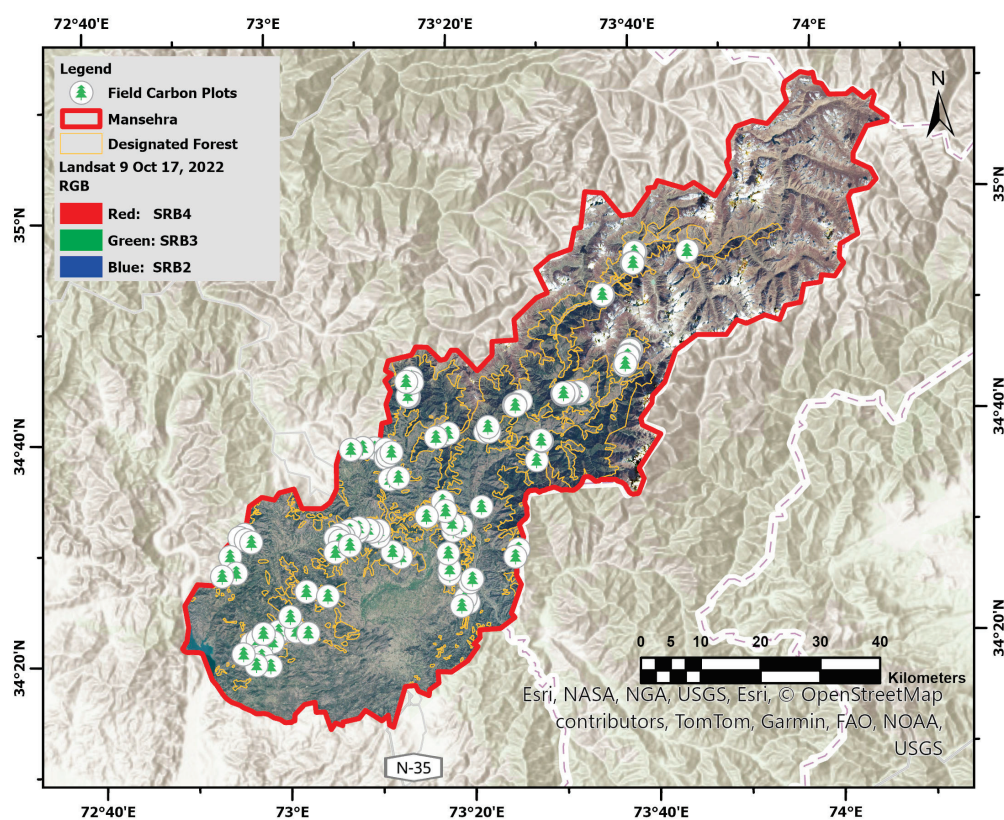 72°40'E 73°E 73°20'E 73°40'E 74°E
Legend
Field Carbon Plots
Mansehra
Designated Forest
Landsat 9 Oct 17, 2022
RGB
Red: SRB4
Green: SRB3
Blue: SRB2
N
35°N
35°N
34°40'N
34°40'N
34°20'N
34°20'N
0 5 10 20 30 40
Kilometers
Esri, NASA, NGA, USGS, Esri, © OpenStreetMap
contributors, TomTom, Garmin, FAO, NOAA,
USGS
N-35
72°40'E 73°E 73°20'E 73°40'E 74°E